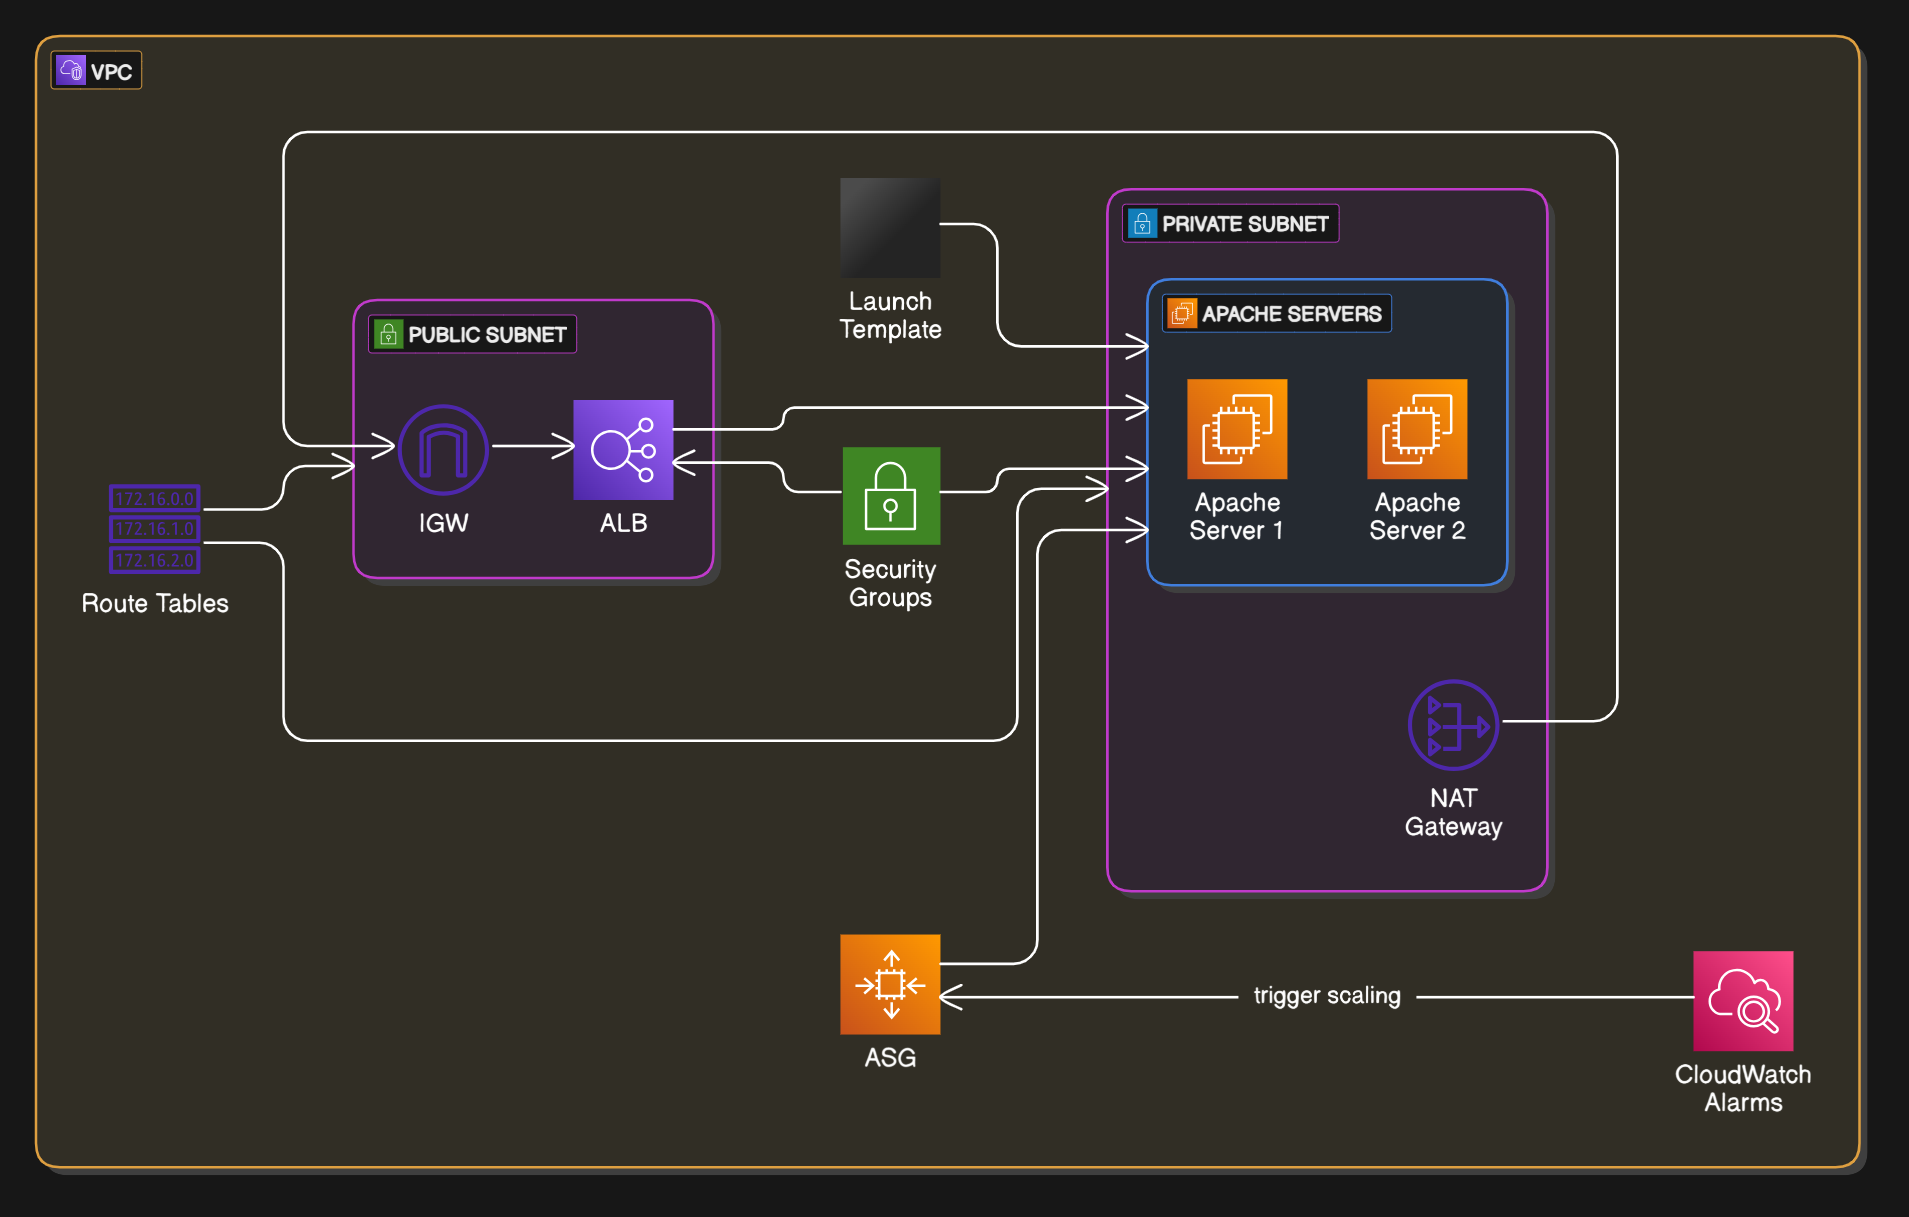 VPC
Launch
Template
PRIVATE SUBNET
APACHE SERVERS
PUBLIC SUBNET
IGW
ALB
Apache
Server 1
Apache
Server 2
172.16.0.0
172.16.1.0
172.16.2.0
Route Tables
Security
Groups
NAT
Gateway
trigger scaling
ASG
CloudWatch
Alarms